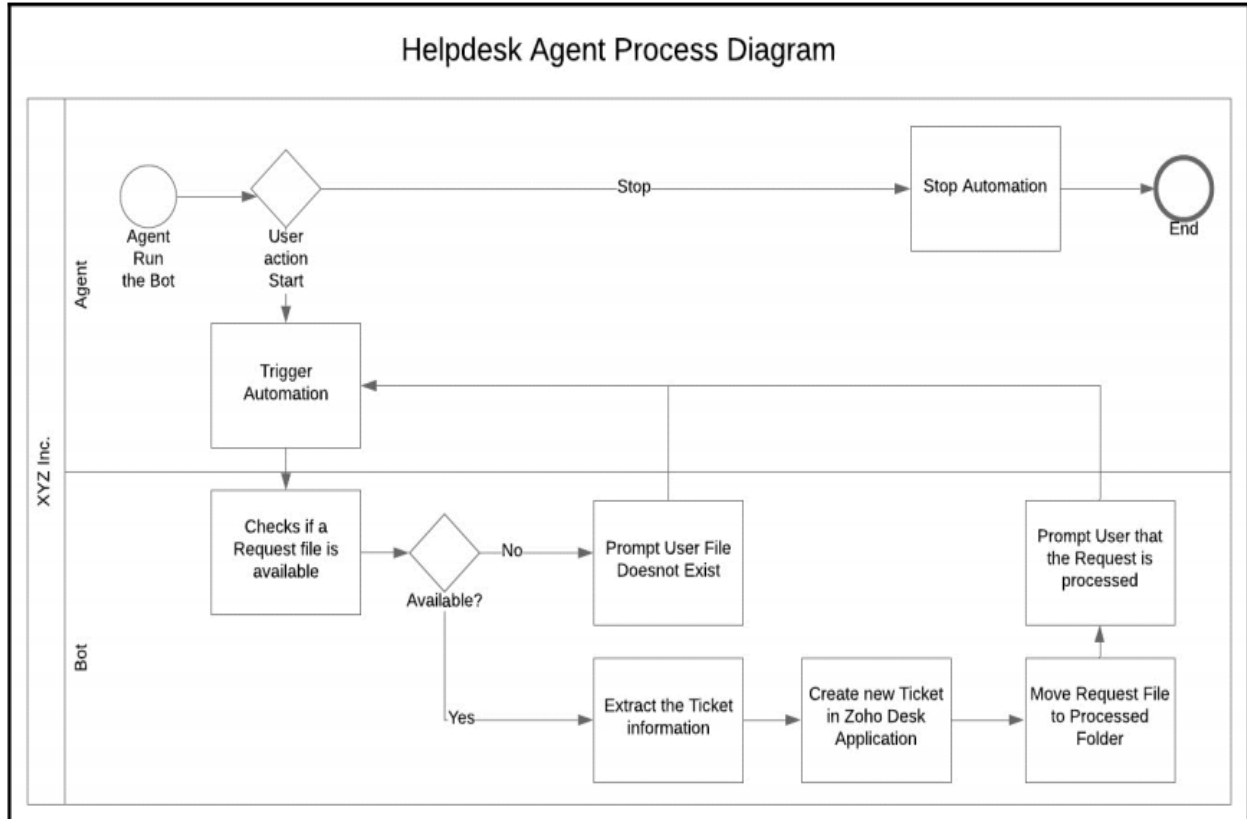 Helpdesk Agent Process Diagram
XYZ Inc.
Agent
Agent
Run
the Bot
User
action
Start
Stop
Stop Automation
End
Trigger
Automation
Bot
Checks if a
Request file is
available
Available?
No
Prompt User File
Doesnot Exist
Yes
Extract the Ticket
information
Create new Ticket
in Zoho Desk
Application
Move Request File
to Processed
Folder
Prompt User that
the Request is
processed